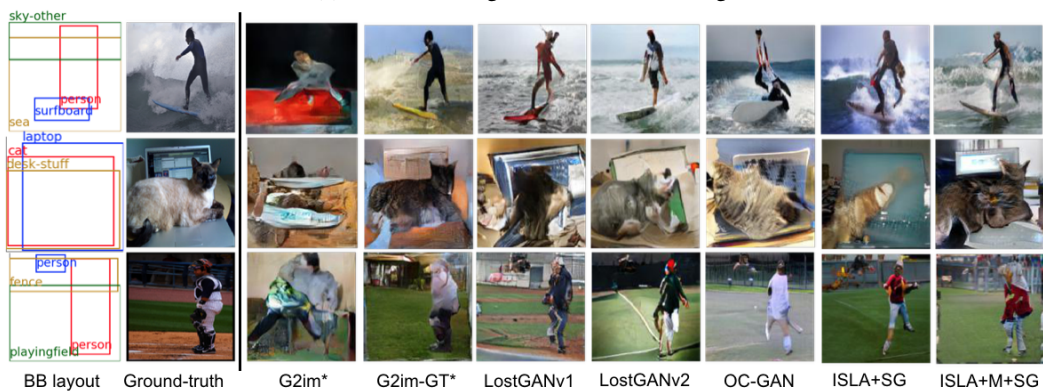 sky-other
person
surfboard
sea
laptop
cat
desk-stuff
person
fence
person
playingfield
BB layout Ground-truth G2im* G2im-GT* LostGANv1 LostGANv2 OC-GAN ISLA+SG ISLA+M+SG